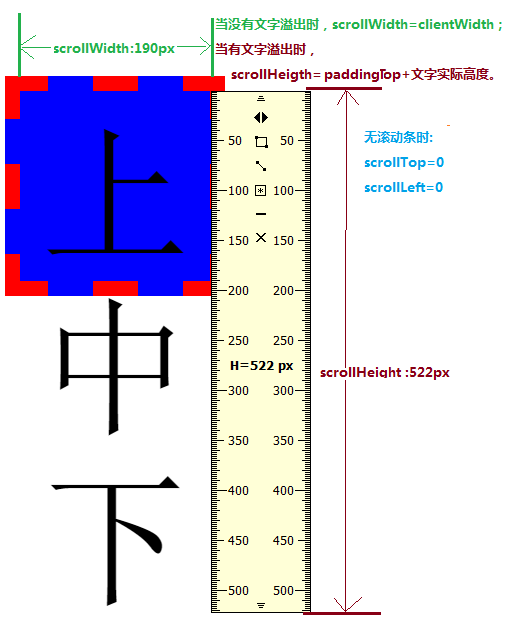 当没有文字溢出时，scrollWidth=clientWidth；
scrollWidth:190px
当有文字溢出时，
scrollHeigth= paddingTop+文字实际高度。
无滚动条时:
scrollTop=0
scrollLeft=0
上
中
下
50 50
100 100
150 150
200 200
250 250
300 300
350 350
400 400
450 450
500 500
H=522 px
scrollHeight :522px